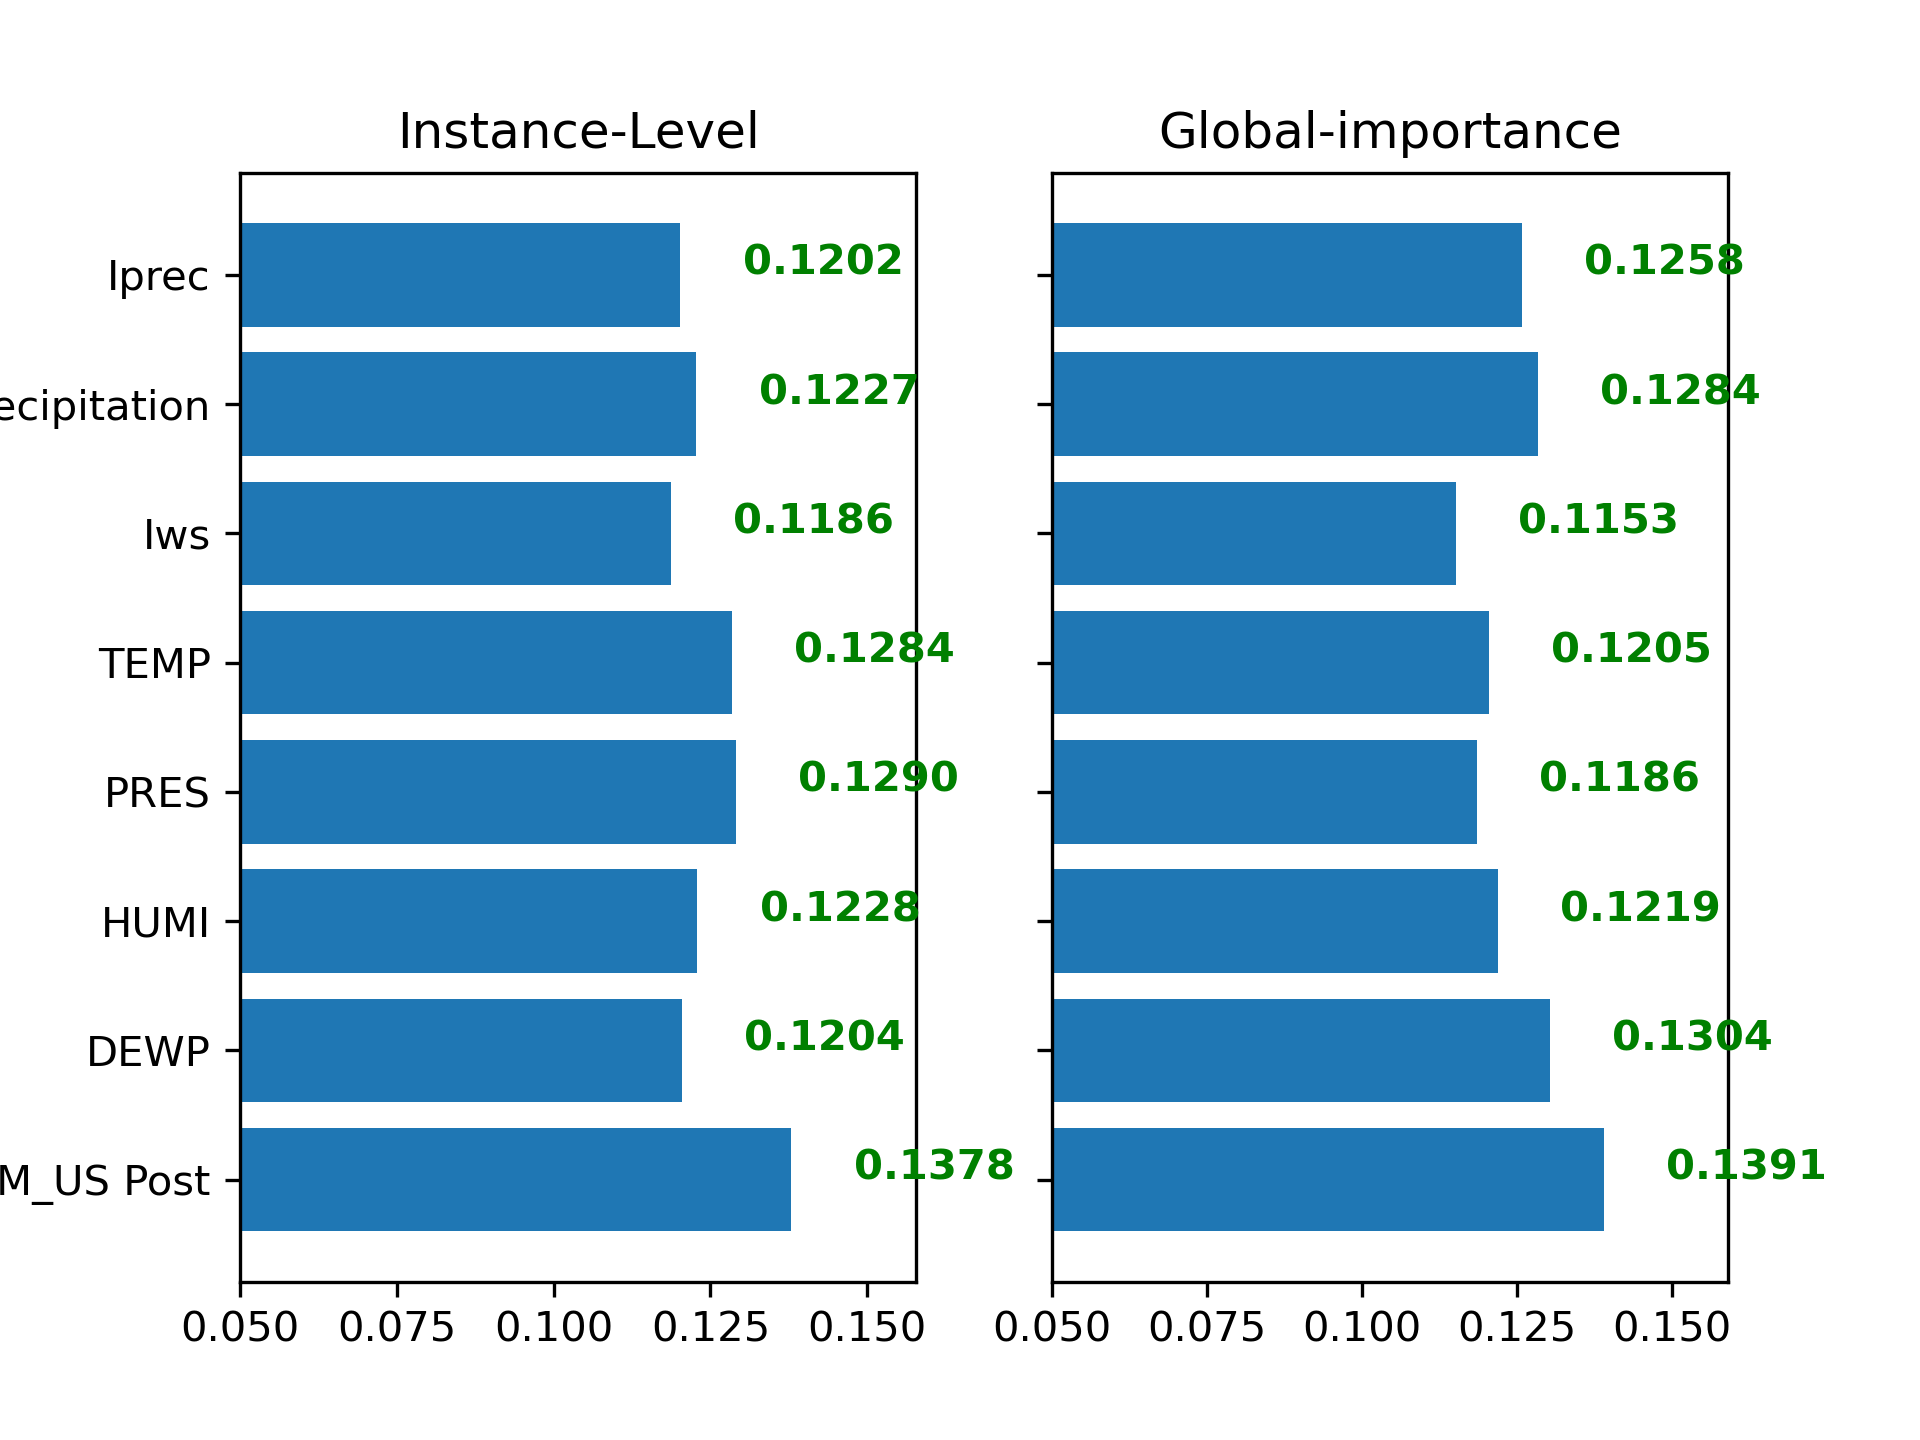 Instance-Level
Global-importance
Iprec
0.1202
0.1258
ecipitation
0.1227
0.1284
Iws
0.1186
0.1153
TEMP
0.1284
0.1205
PRES
0.1290
0.1186
HUMI
0.1228
0.1219
DEWP
0.1204
0.1304
M_US Post
0.1378
0.1391
0.050 0.075 0.100 0.125 0.150
0.050 0.075 0.100 0.125 0.150